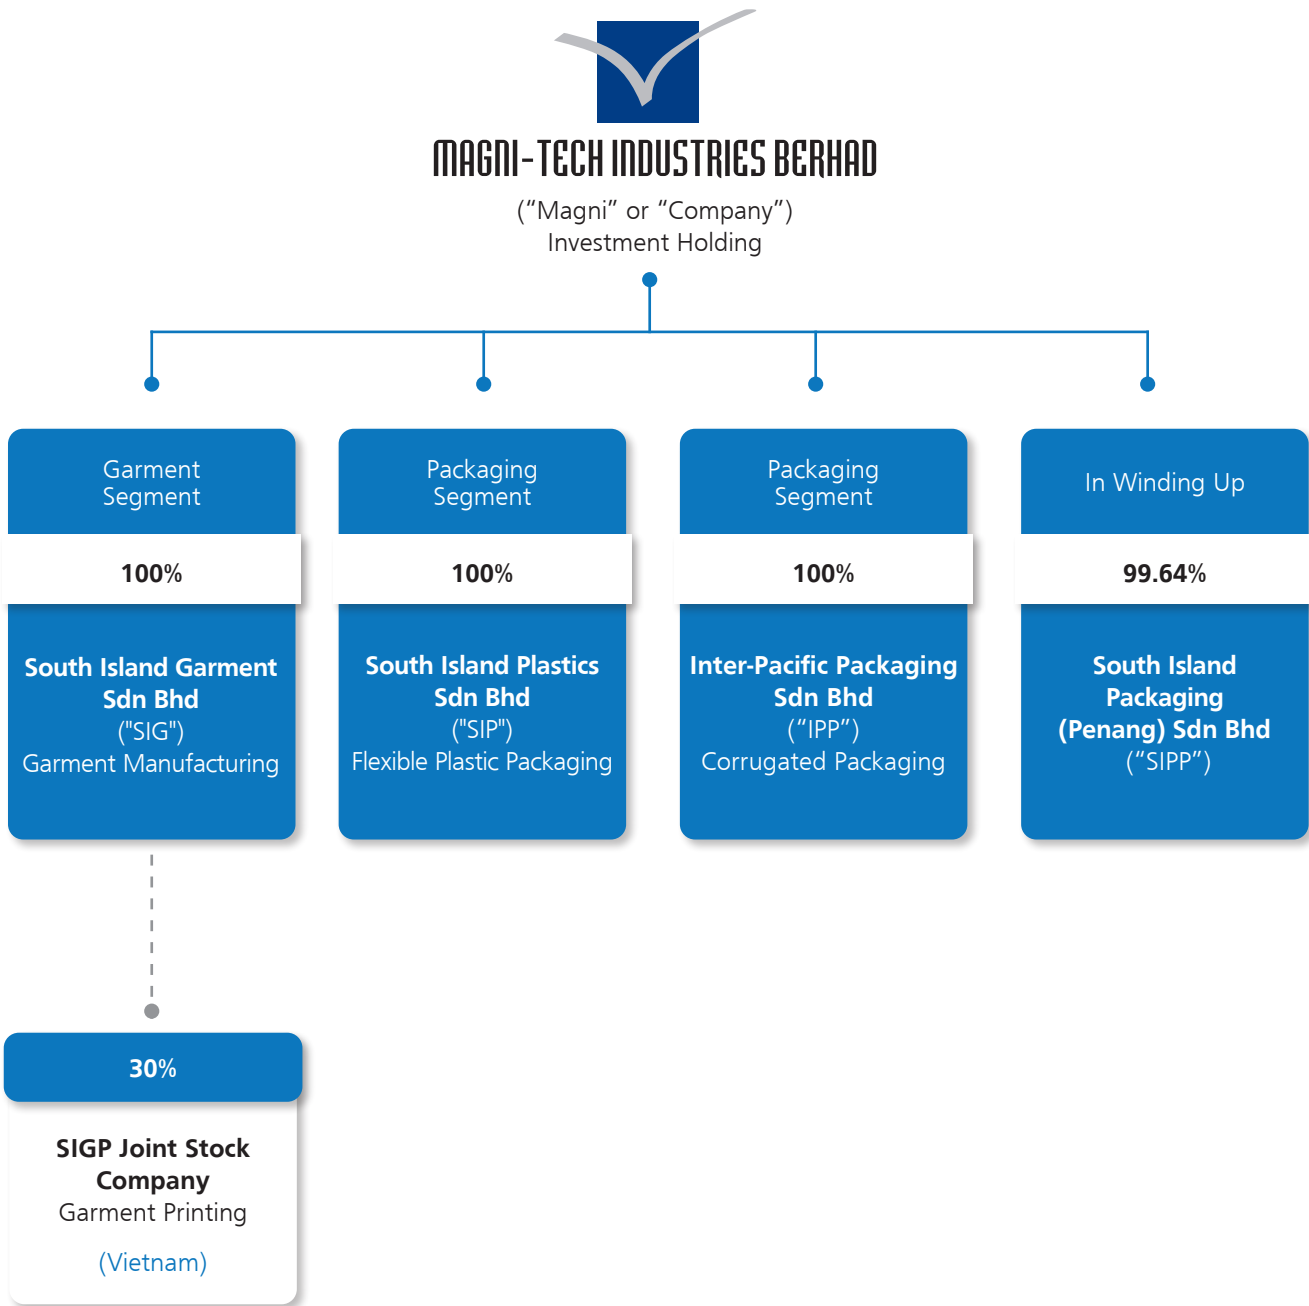 MAGNI-TECH INDUSTRIES BERHAD
(“Magni” or “Company”)
Investment Holding
Garment
Segment
100%
South Island Garment
Sdn Bhd
("SIG")
Garment Manufacturing
Packaging
Segment
100%
South Island Plastics
Sdn Bhd
("SIP")
Flexible Plastic Packaging
Packaging
Segment
100%
Inter-Pacific Packaging
Sdn Bhd
(“IPP”)
Corrugated Packaging
In Winding Up
99.64%
South Island
Packaging
(Penang) Sdn Bhd
(“SIPP”)
30%
SIGP Joint Stock
Company
Garment Printing
(Vietnam)